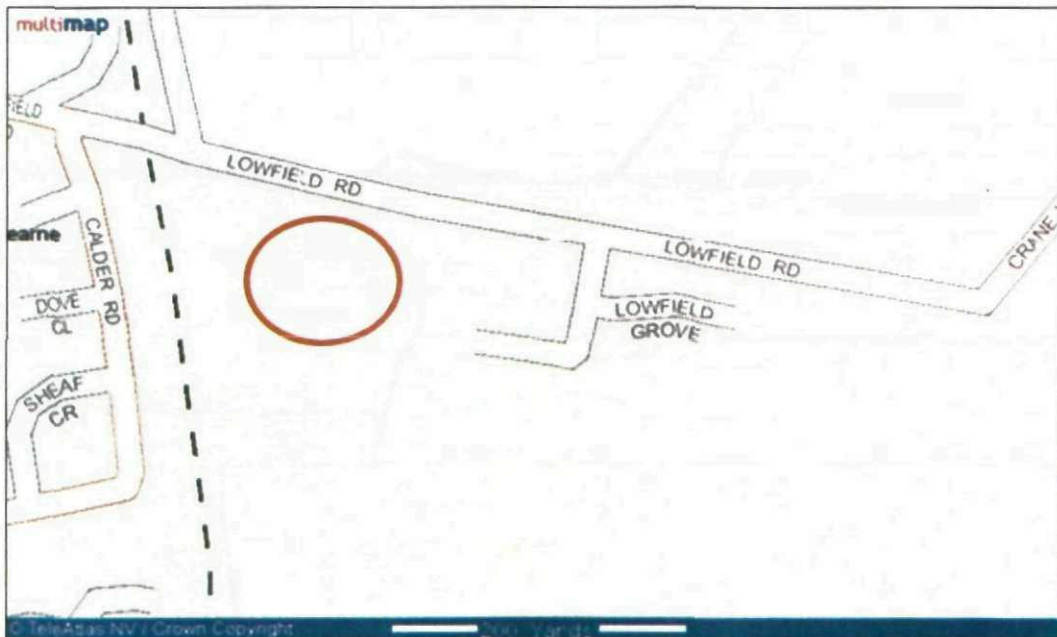 multimap
FIELD
LOWFIELD RD
earne
CALDER RD
LOWFIELD RD
CRANE
DOVE
LOWFIELD
GROVE
SHEAF
CR
© TeleAtlas NV / Crown Copyright
200 Yards